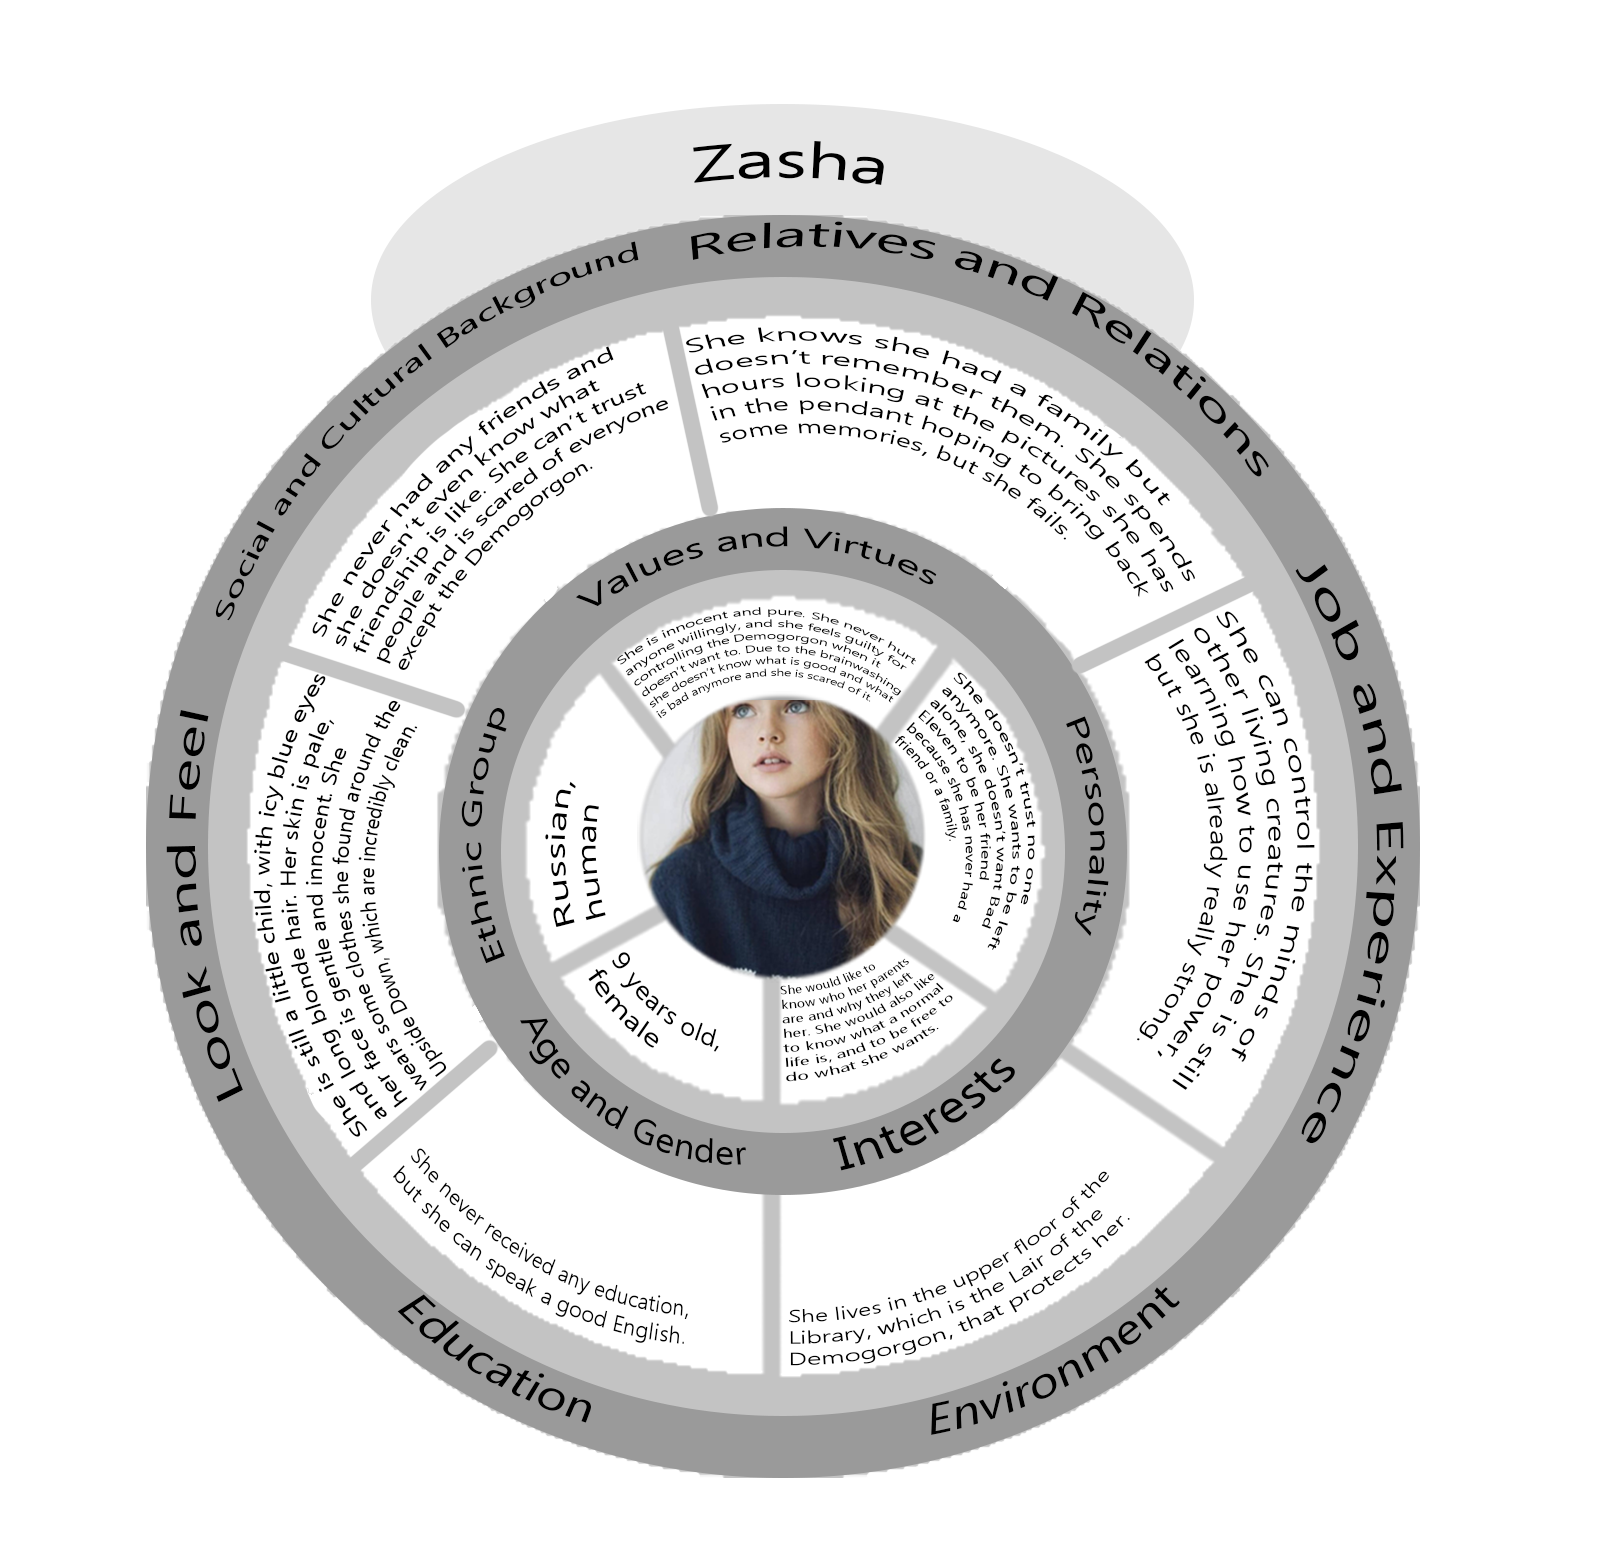 Zasha
Relatives and Relations
She knows she had a family but
doesn't remember them. She spends
hours looking at the pictures she has
in the pendant hoping to bring back
some memories, but she fails.
Job and Experience
She can control the minds of
other living creatures. She is still
learning how to use her power,
but she is already really strong.
Environment
She lives in the upper floor of the
Library, which is the Lair of the
Demogorgon, that protects her.
Education
She never received any education,
but she can speak a good English.
Look and Feel
She is still a little child, with icy blue eyes
and long blonde hair. Her skin is pale,
her face is gentle and innocent. She
wears some clothes she found around the
Upside Down, which are incredibly clean.
Social and Cultural Background
She never had any friends and
she doesn't even know what
friendship is like. She can't trust
people and is scared of everyone
except the Demogorgon.
Values and Virtues
She is innocent and pure. She never hurt
anyone willingly, and she feels guilty for
controlling the Demogorgon when it
doesn't want to. Due to the brainwashing
she doesn't know what is good and what
is bad anymore and she is scared of it.
Personality
She doesn't trust no one
anymore. She wants to be left
alone, she doesn't want Bad
Eleven to be her friend
because she has never had a
friend or a family.
Interests
She would like to
know who her parents
are and why they left
her. She would also like
to know what a normal
life is, and to be free to
do what she wants.
Age and Gender
9 years old,
female
Ethnic Group
Russian,
human